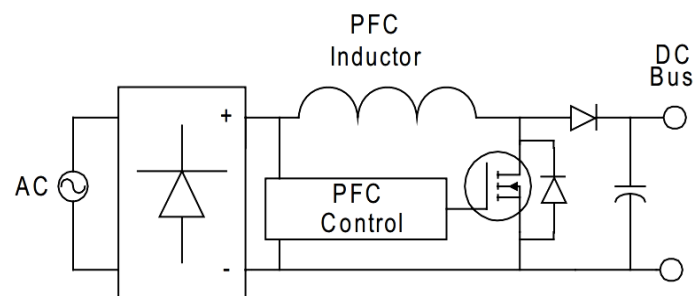 PFC
Inductor
DC
Bus
+
AC
PFC
Control
-